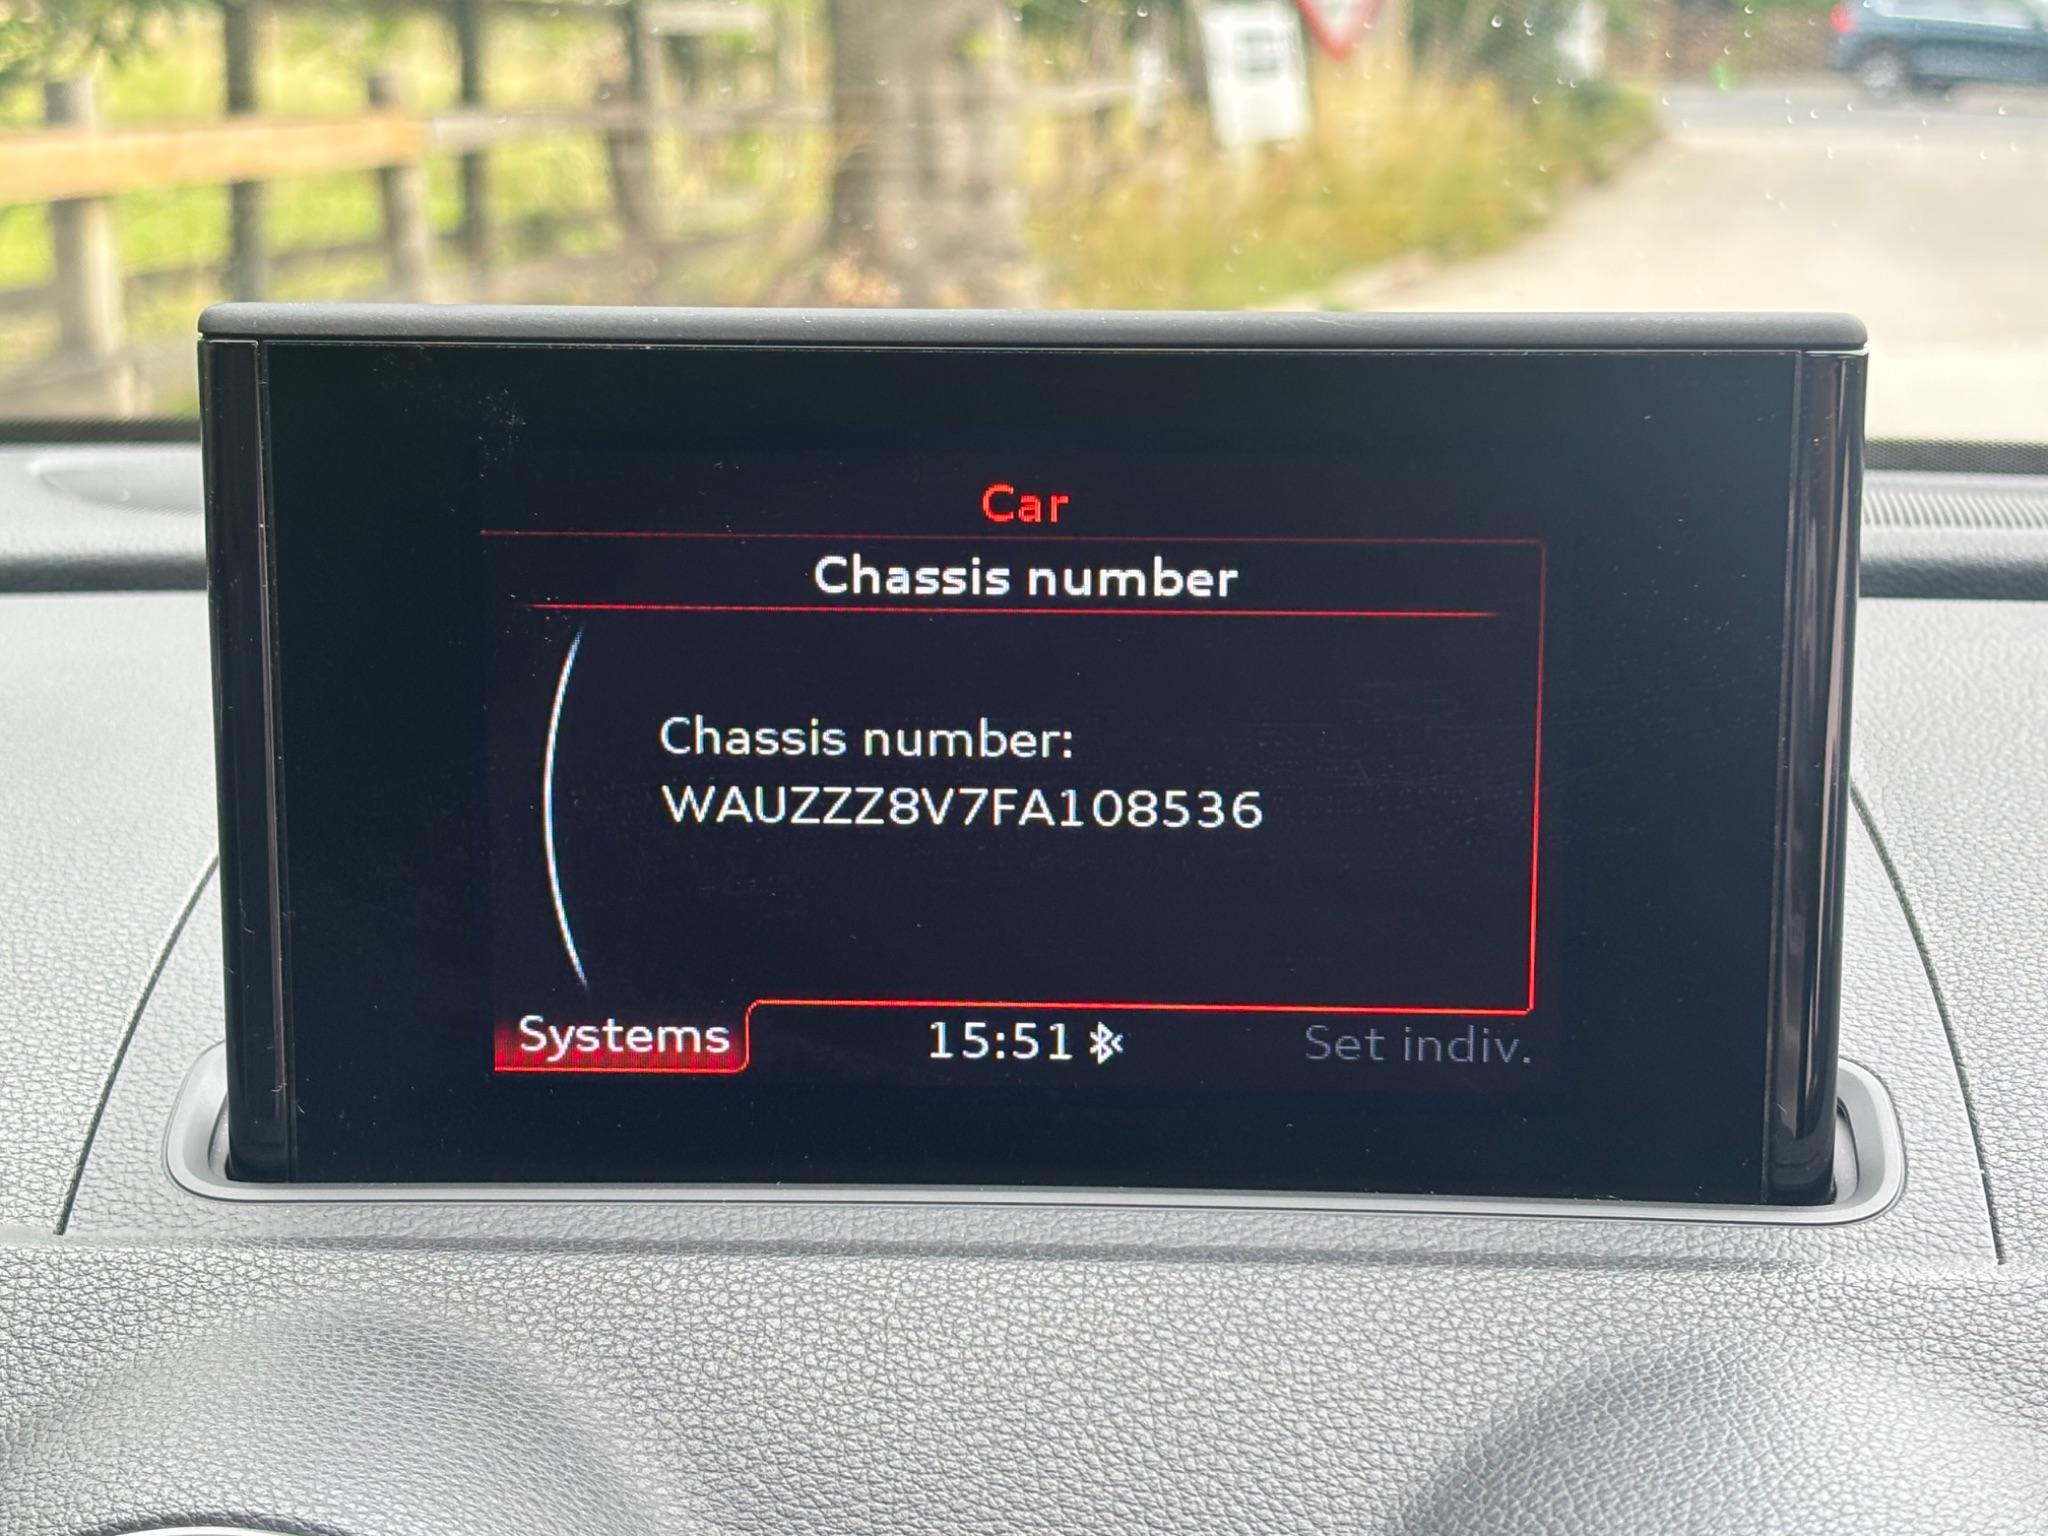 Car
Chassis number
Chassis number:
WAUZZZ8V7FA108536
Systems
15:51
Set indiv.